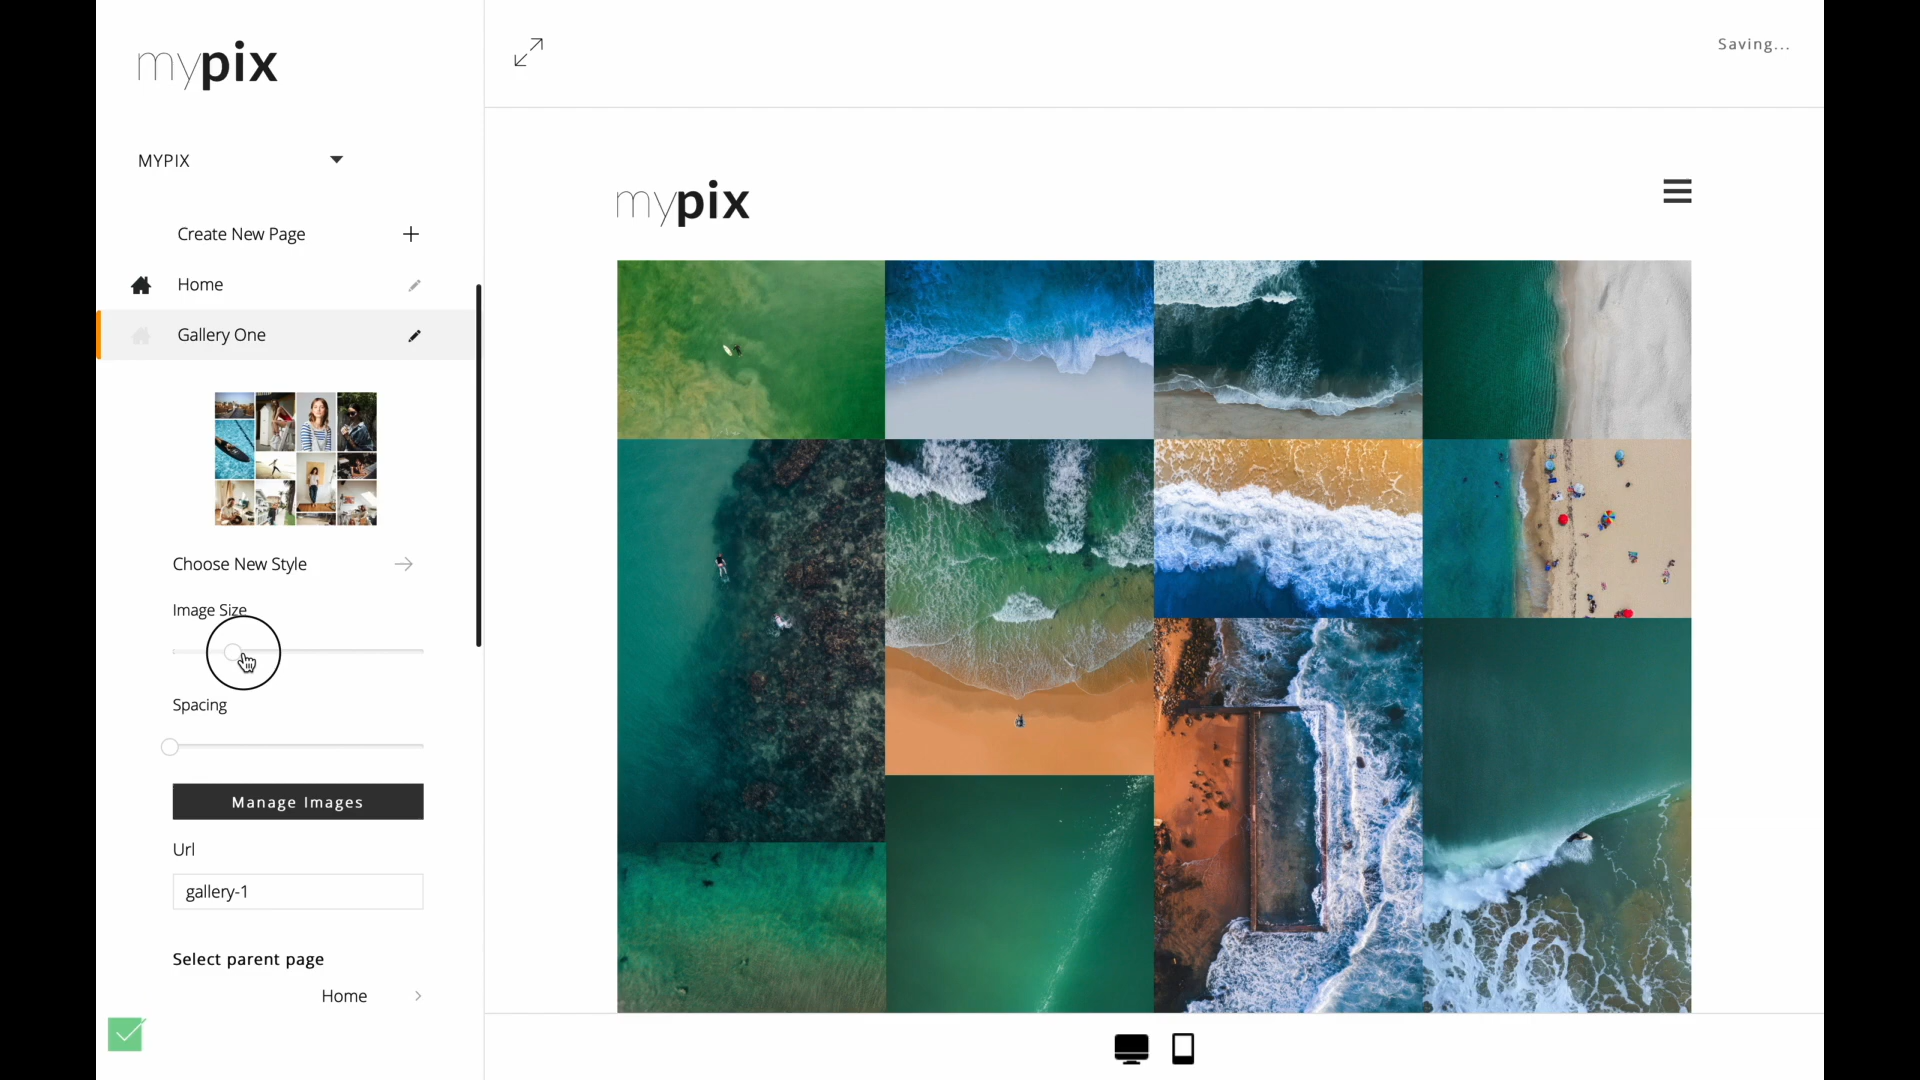 mypix
Saving...
MYPIX
mypix
Create New Page
Home
Gallery One
Choose New Style
Image Size
Spacing
Manage Images
Url
gallery-1
Select parent page
Home